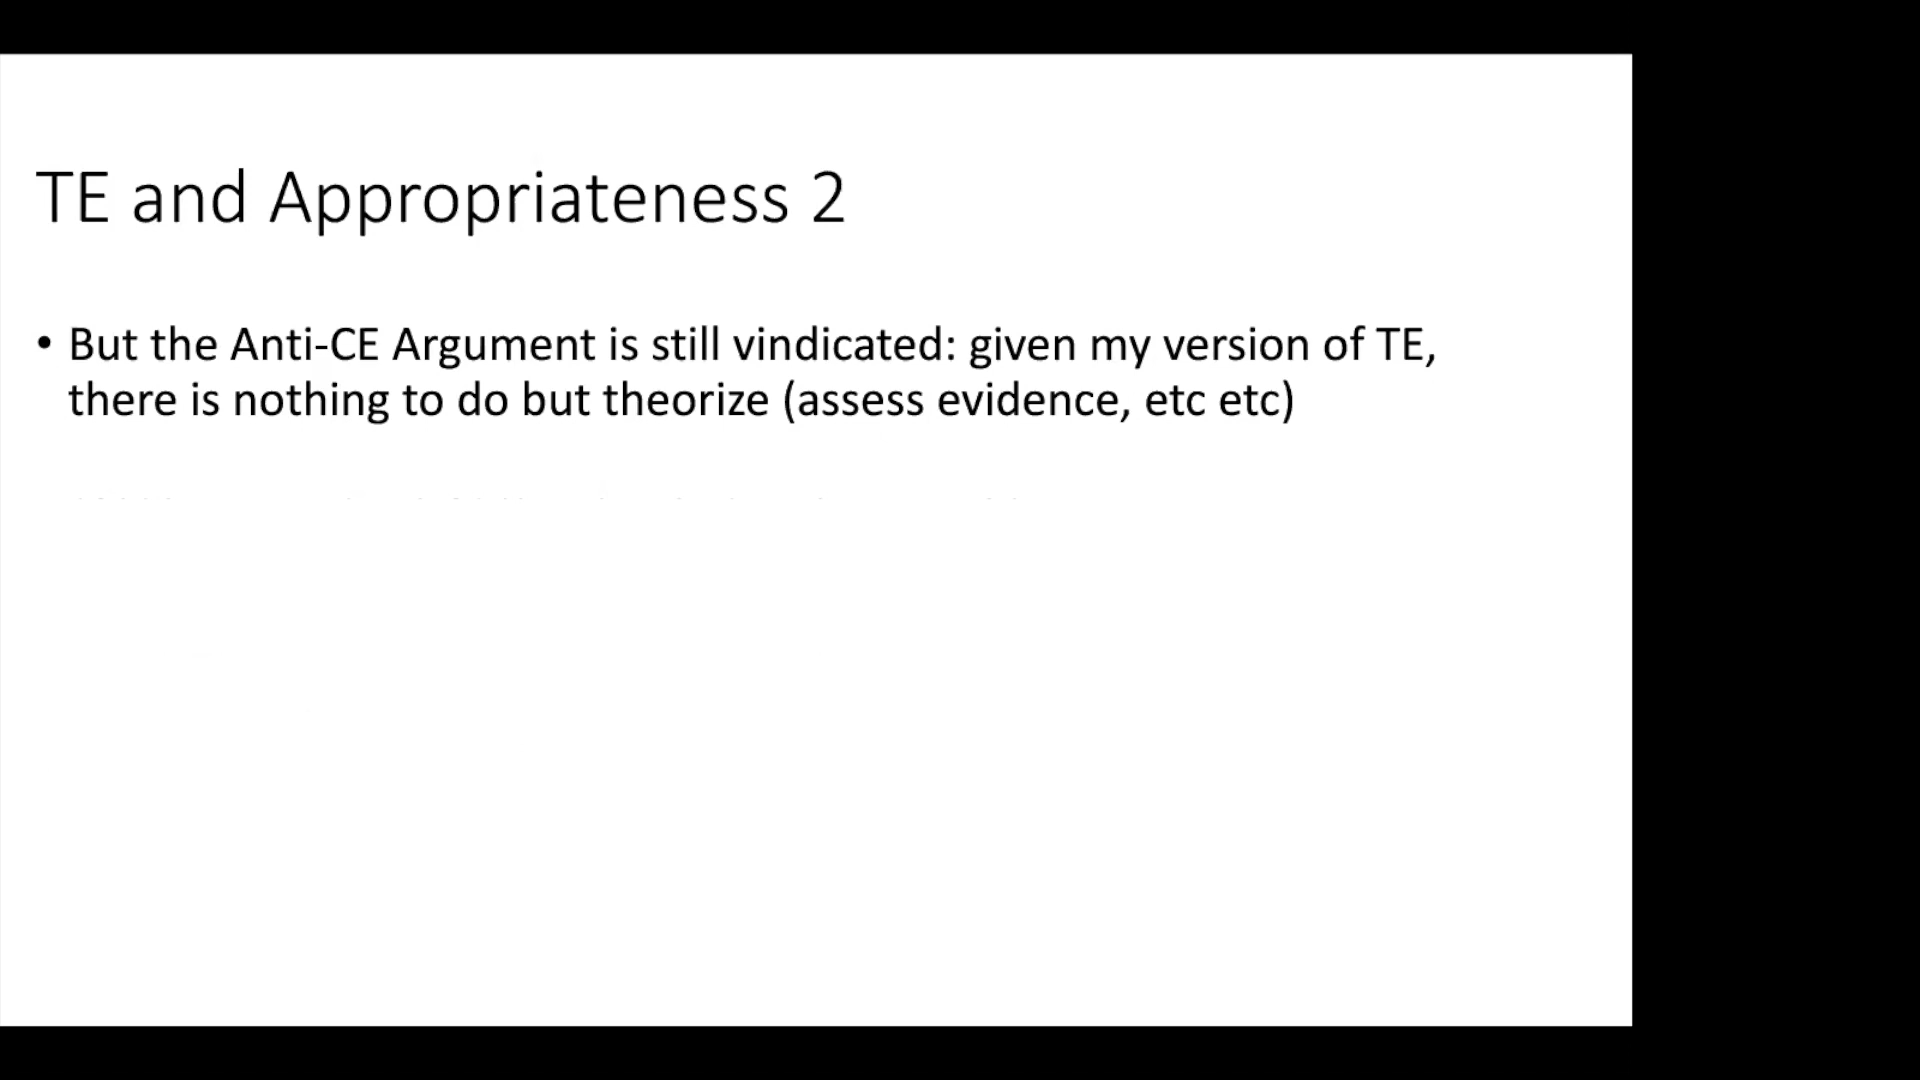 TE and Appropriateness 2
• But the Anti-CE Argument is still vindicated: given my version of TE,
there is nothing to do but theorize (assess evidence, etc etc)